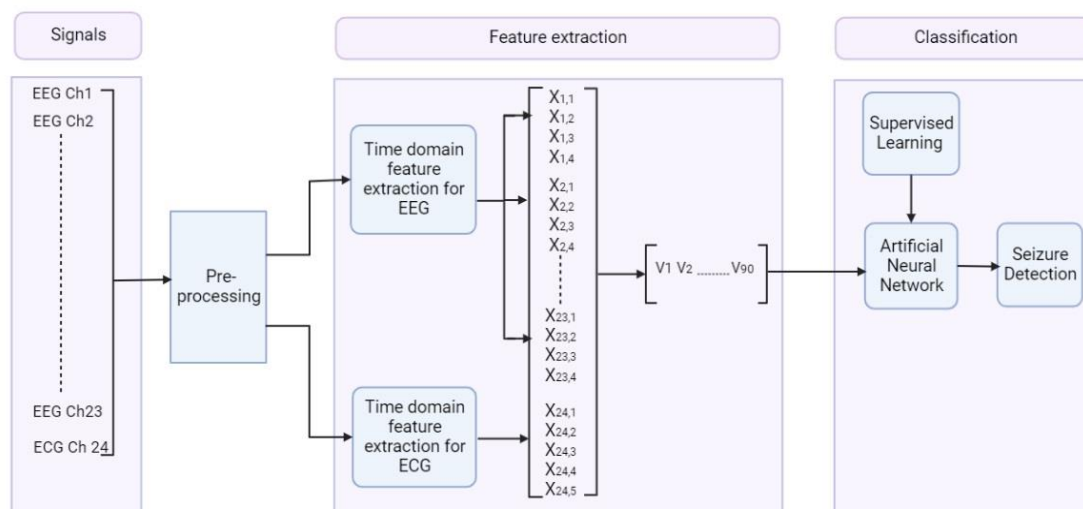 Signals
Feature extraction
Classification
EEG Ch1
EEG Ch2
EEG Ch23
ECG Ch 24
Pre-
processing
Time domain
feature
extraction for
EEG
Time domain
feature
extraction for
ECG
X1,1
X1,2
X1,3
X1,4
X2,1
X2,2
X2,3
X2,4
X23,1
X23,2
X23,3
X23,4
X24,1
X24,2
X24,3
X24,4
X24,5
V1 V2 ......... V90
Supervised
Learning
Artificial
Neural
Network
Seizure
Detection